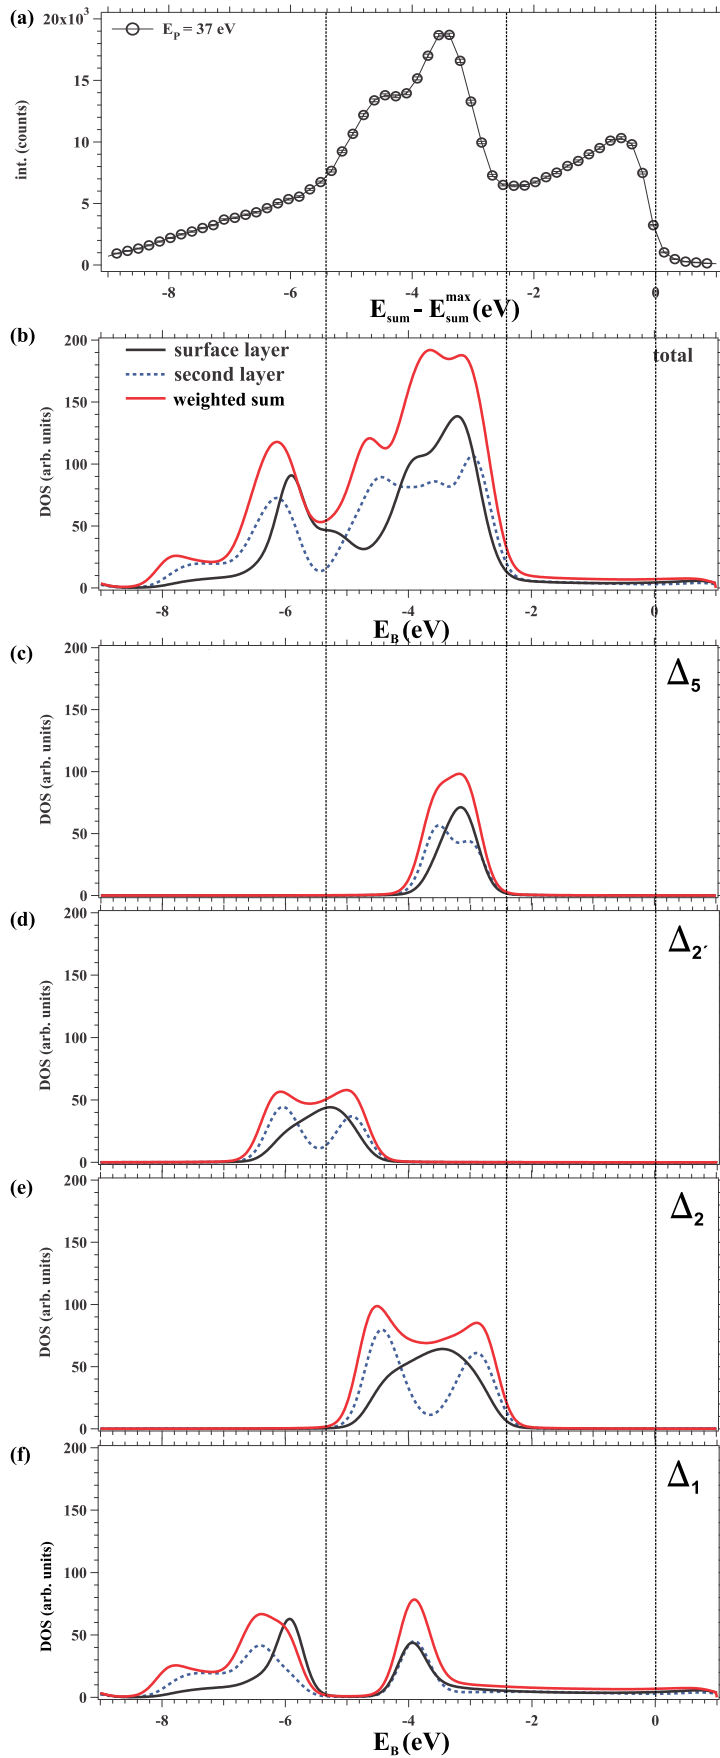 (a)
20x10³
15
10
5
0
int. (counts)
E_P = 37 eV
-8
-6
-4
-2
0
E_sum - E_sum^max (eV)
(b)
200
150
100
50
0
DOS (arb. units)
surface layer
second layer
weighted sum
total
-8
-6
-4
-2
0
E_B (eV)
(c)
200
150
100
50
0
DOS (arb. units)
Δ₅
(d)
200
150
100
50
0
DOS (arb. units)
Δ₂´
(e)
200
150
100
50
0
DOS (arb. units)
Δ₂
(f)
200
150
100
50
0
DOS (arb. units)
Δ₁
-8
-6
-4
-2
0
E_B (eV)